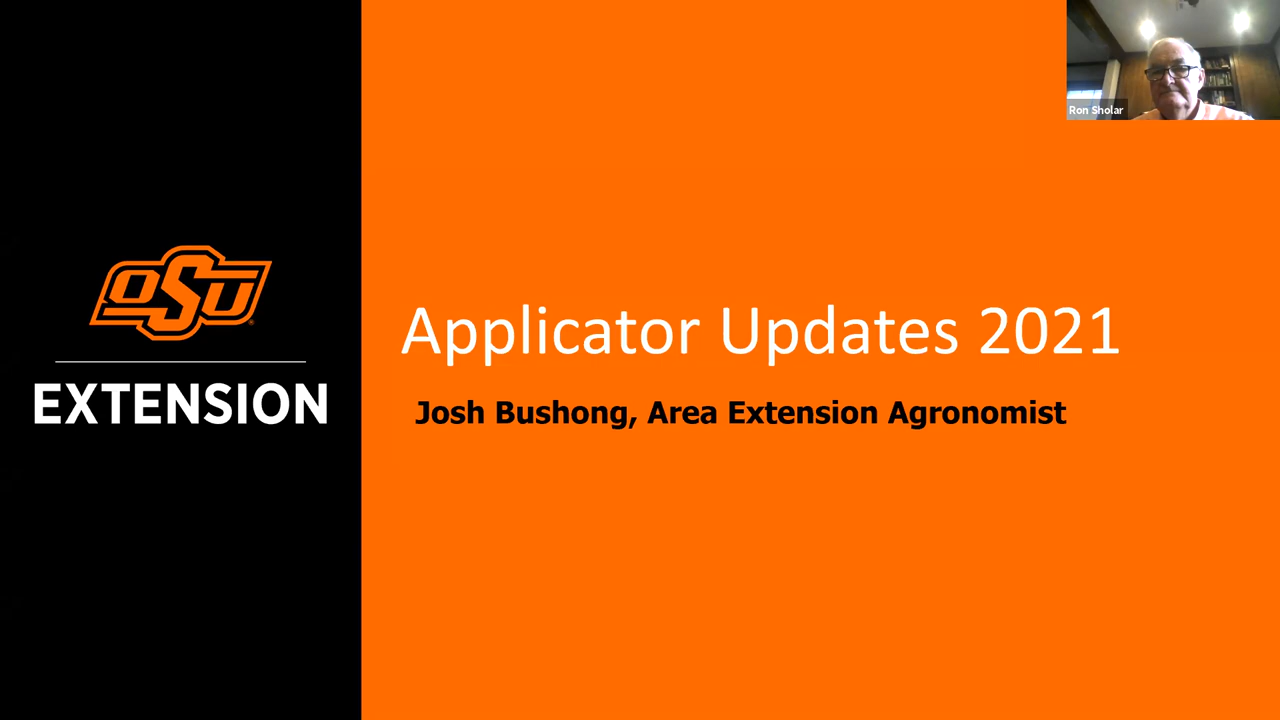 Ron Sholar
OSU
EXTENSION
Applicator Updates 2021
Josh Bushong, Area Extension Agronomist